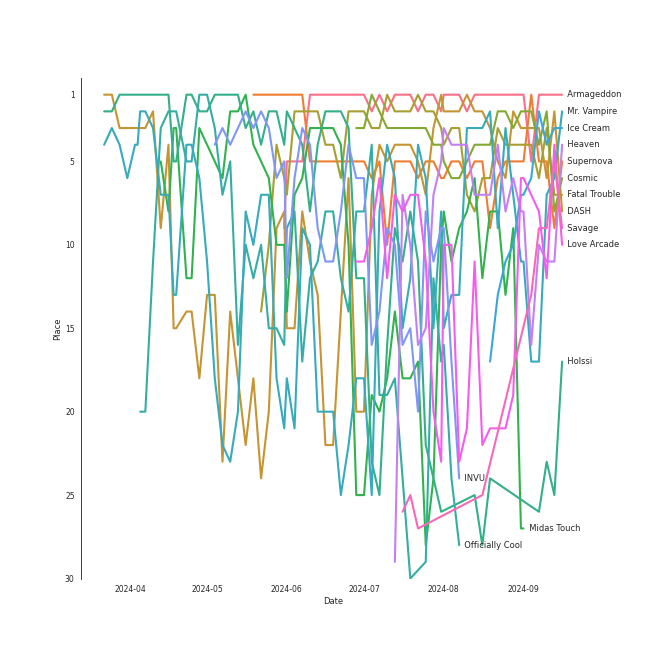 1
5
10
15
20
25
30
Place
2024-04
2024-05
2024-06
2024-07
2024-08
2024-09
Date
Armageddon
Mr. Vampire
Ice Cream
Heaven
Supernova
Cosmic
Fatal Trouble
DASH
Savage
Love Arcade
Holssi
INVU
Midas Touch
Officially Cool